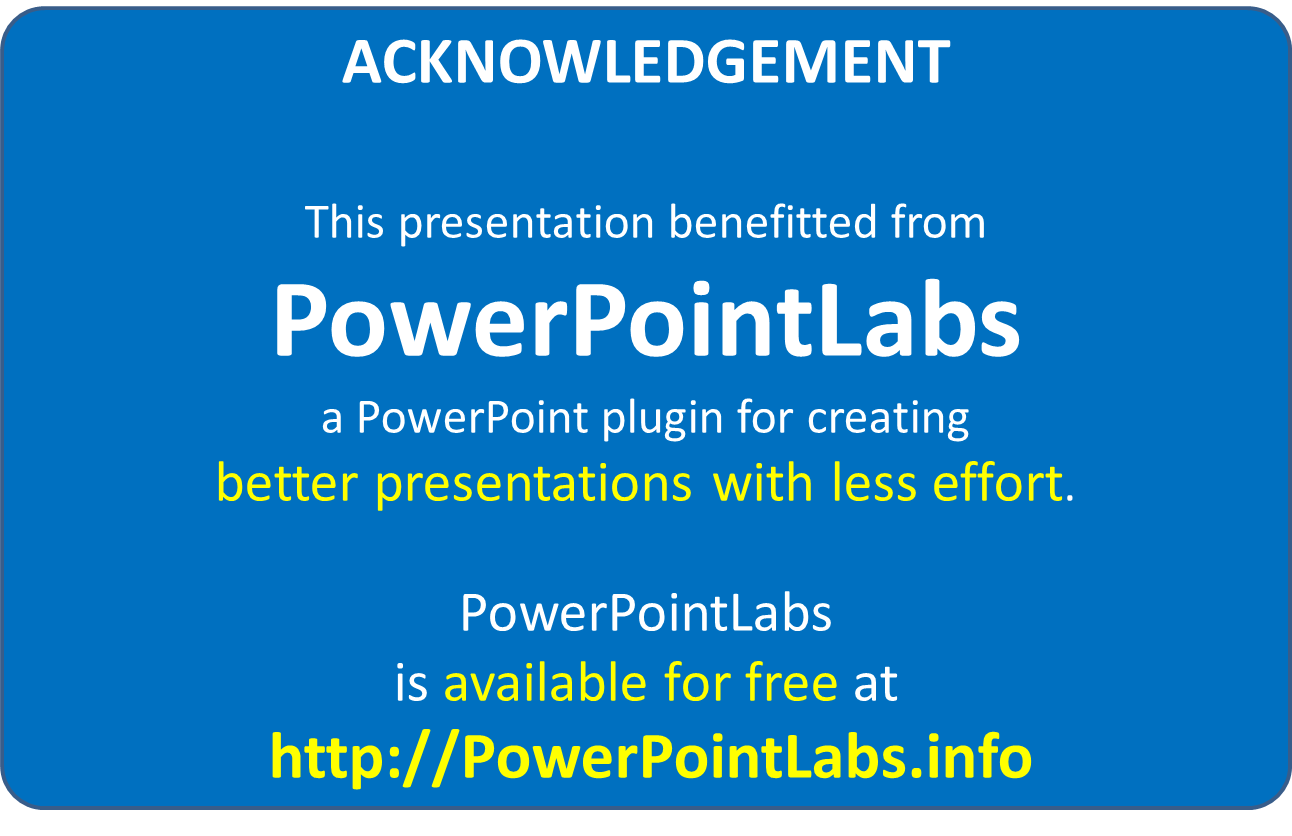 ACKNOWLEDGEMENT
This presentation benefitted from
PowerPointLabs
a PowerPoint plugin for creating
better presentations with less effort.
PowerPointLabs
is available for free at
http://PowerPointLabs.info